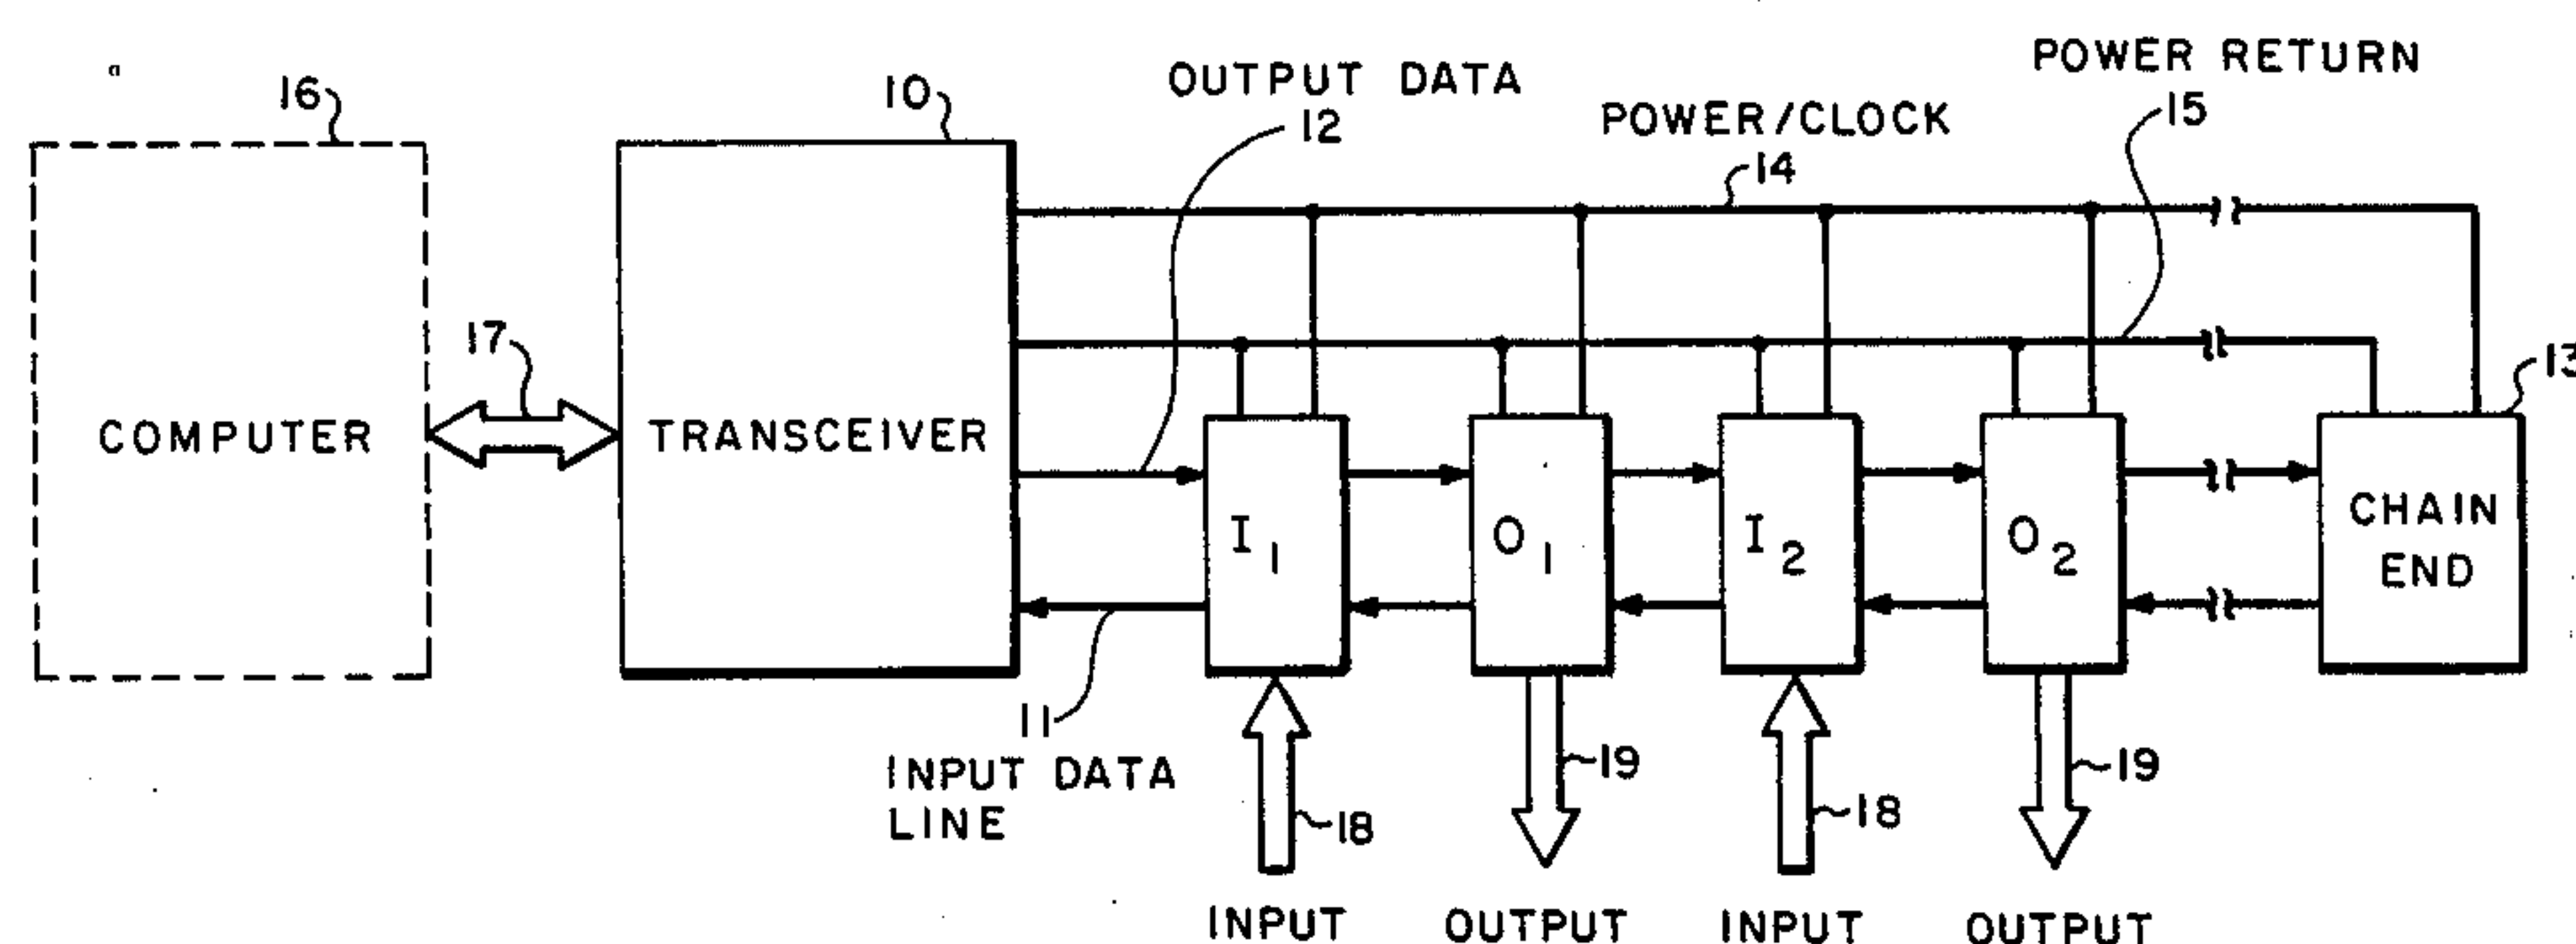 POWER RETURN
15
OUTPUT DATA
12
POWER/CLOCK
14
16
10
17
13
COMPUTER
TRANSCEIVER
I1
O1
I2
O2
CHAIN
END
11
INPUT DATA
LINE
18
19
18
19
INPUT
OUTPUT
INPUT
OUTPUT